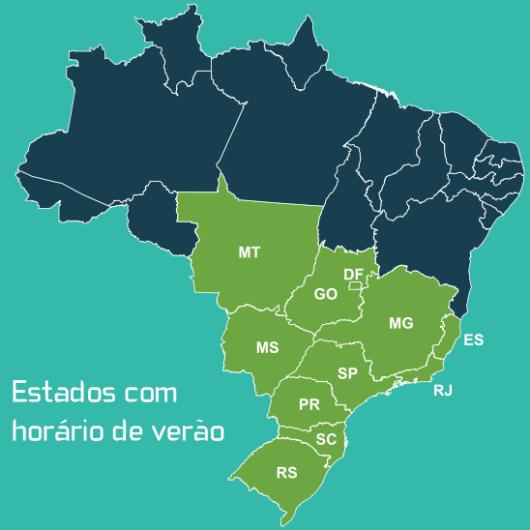 MT
DF
GO
MG
MS
ES
SP
RJ
PR
Estados com
horário de verão
SC
RS